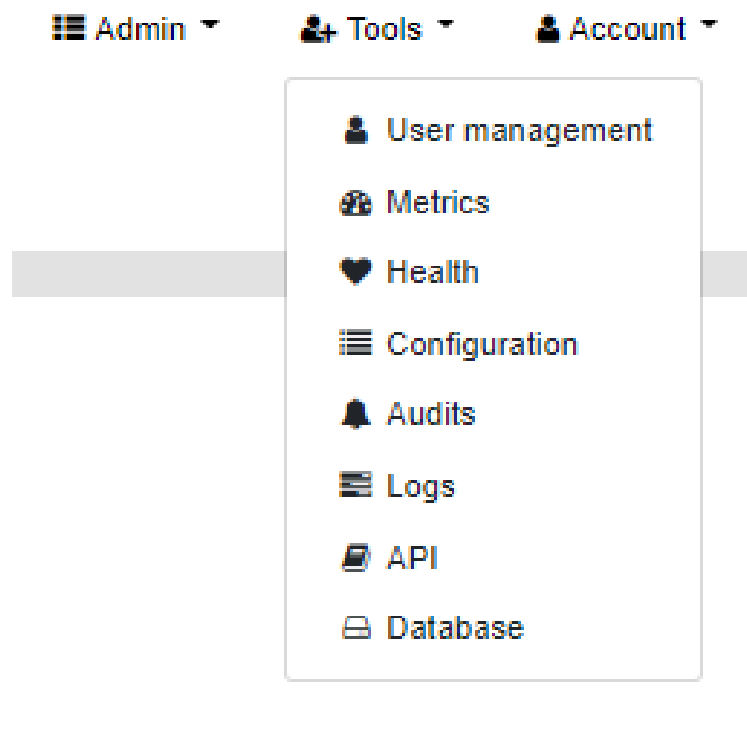 Admin Tools Account
User management
Metrics
Health
Configuration
Audits
Logs
API
Database